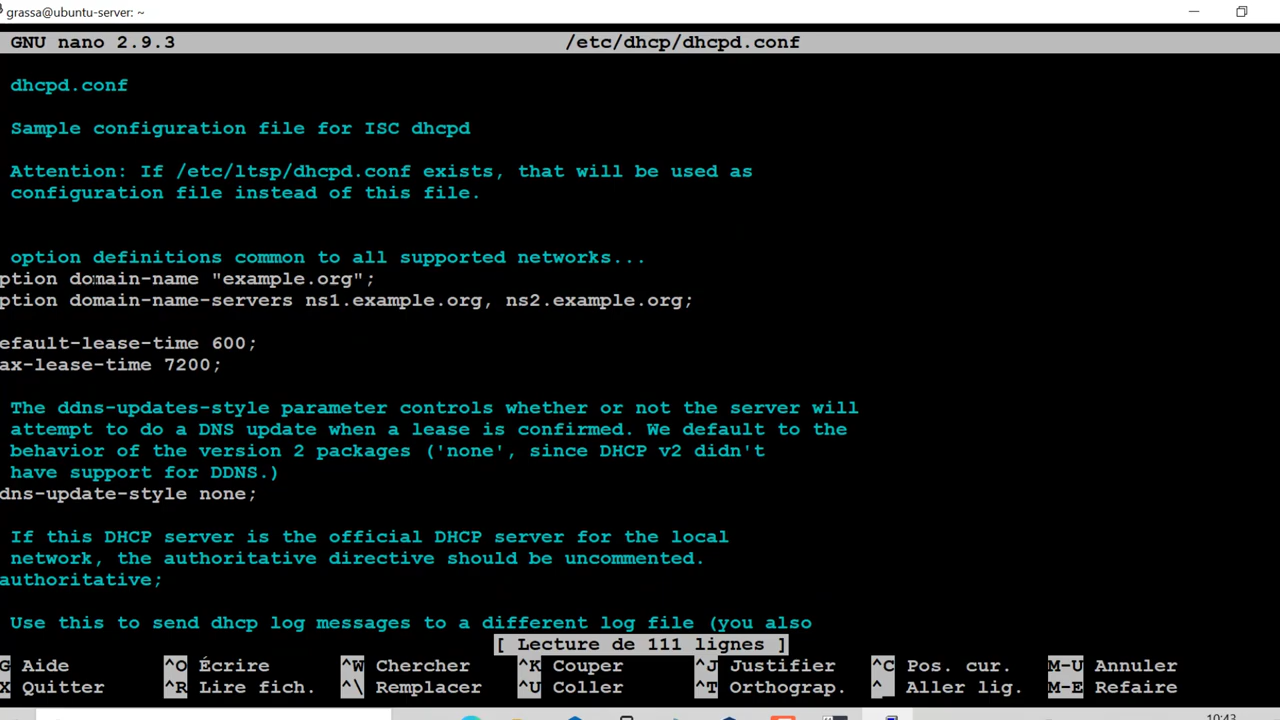 grassa@ubuntu-server: ~
GNU nano 2.9.3 /etc/dhcp/dhcpd.conf
dhcpd.conf
Sample configuration file for ISC dhcpd
Attention: If /etc/ltsp/dhcpd.conf exists, that will be used as
configuration file instead of this file.
option definitions common to all supported networks...
ption domain-name "example.org";
ption domain-name-servers ns1.example.org, ns2.example.org;
efault-lease-time 600;
ax-lease-time 7200;
The ddns-updates-style parameter controls whether or not the server will
attempt to do a DNS update when a lease is confirmed. We default to the
behavior of the version 2 packages ('none', since DHCP v2 didn't
have support for DDNS.)
dns-update-style none;
If this DHCP server is the official DHCP server for the local
network, the authoritative directive should be uncommented.
authoritative;
Use this to send dhcp log messages to a different log file (you also
[ Lecture de 111 lignes ]
G Aide ^O Écrire ^W Chercher ^K Couper ^J Justifier ^C Pos. cur. M-U Annuler
X Quitter ^R Lire fich. ^\ Remplacer ^U Coller ^T Orthograp. ^_ Aller lig. M-E Refaire
10:43